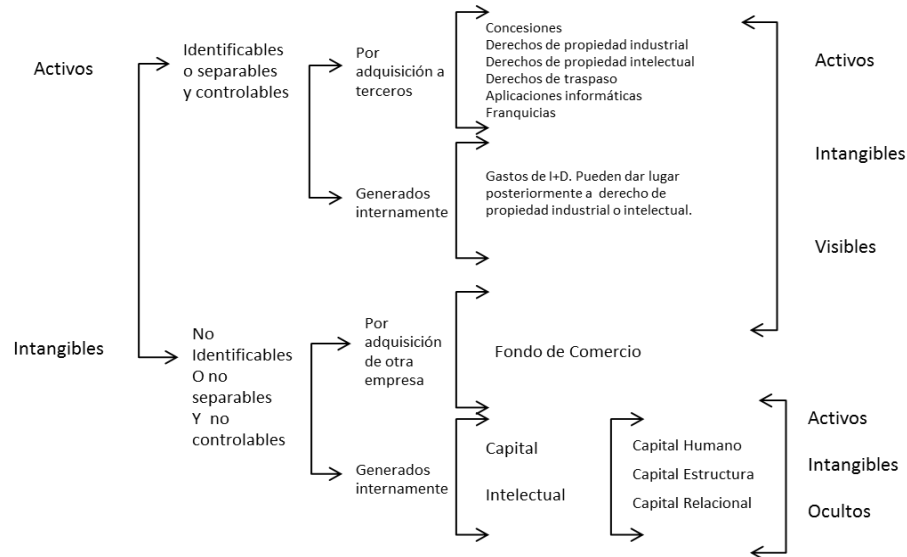 Activos
Intangibles
Identificables
o separables
y controlables
Por
adquisición a
terceros
Concesiones
Derechos de propiedad industrial
Derechos de propiedad intelectual
Derechos de traspaso
Aplicaciones informáticas
Franquicias
Generados
internamente
Gastos de I+D. Pueden dar lugar
posteriormente a derecho de
propiedad industrial o intelectual.
No
Identificables
O no
separables
Y no
controlables
Por
adquisición
de otra
empresa
Fondo de Comercio
Generados
internamente
Capital
Intelectual
Capital Humano
Capital Estructura
Capital Relacional
Activos
Intangibles
Visibles
Activos
Intangibles
Ocultos